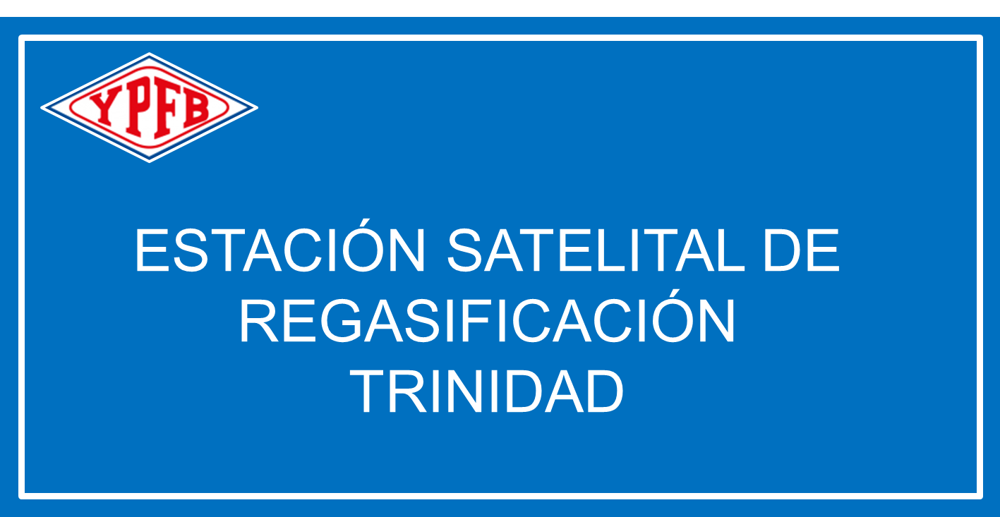 YPFB
ESTACIÓN SATELITAL DE
REGASIFICACIÓN
TRINIDAD